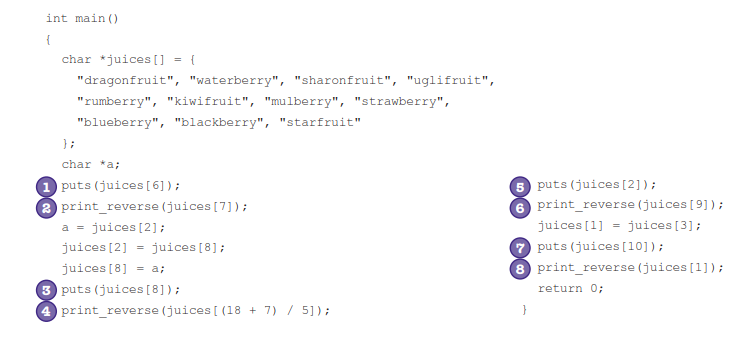 int main()
{
char *juices[] = {
"dragonfruit", "waterberry", "sharonfruit", "uglifruit",
"rumberry", "kiwifruit", "mulberry", "strawberry",
"blueberry", "blackberry", "starfruit"
};
char *a;
1 puts(juices[6]);
2 print_reverse(juices[7]);
a = juices[2];
juices[2] = juices[8];
juices[8] = a;
3 puts(juices[8]);
4 print_reverse(juices[(18 + 7) / 5]);
5 puts(juices[2]);
6 print_reverse(juices[9]);
juices[1] = juices[3];
7 puts(juices[10]);
8 print_reverse(juices[1]);
return 0;
}